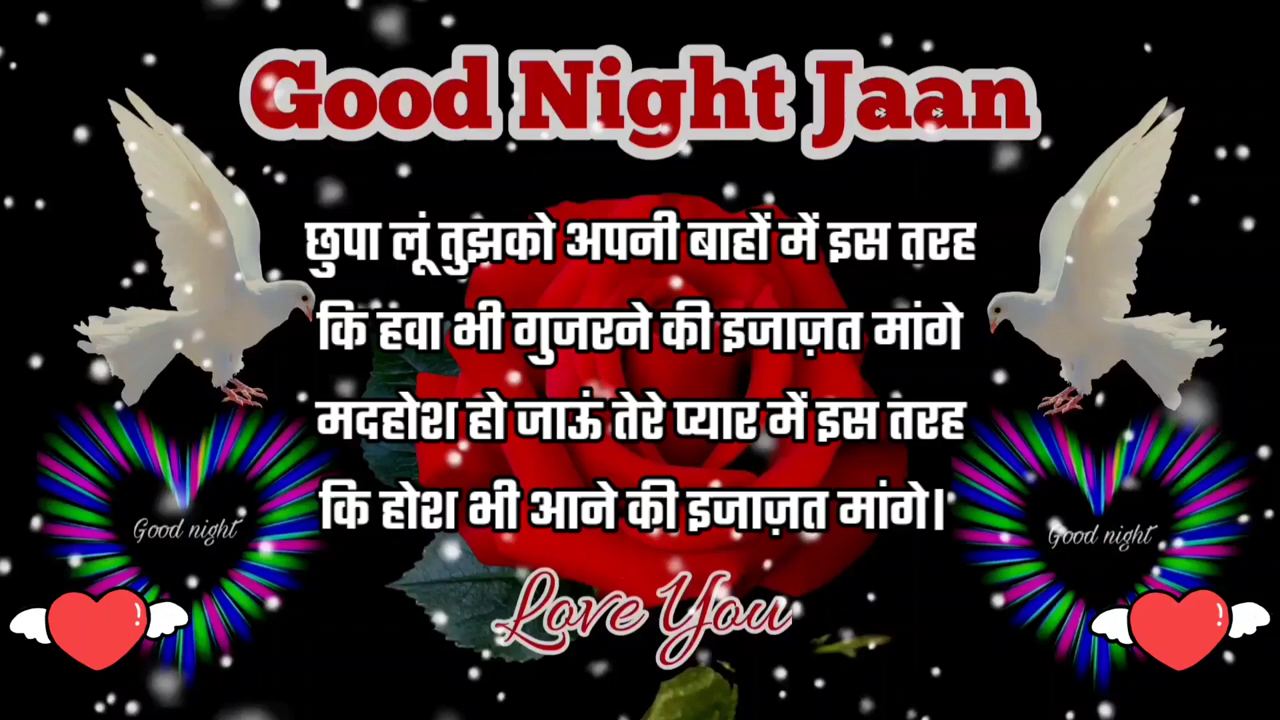 Good Night Jaan
छुपा लूं तुझको अपनी बाहों में इस तरह
कि हवा भी गुजरने की इजाज़त मांगे
मदहोश हो जाऊं तेरे प्यार में इस तरह
कि होश भी आने की इजाज़त मांगे।
Good night
Good night
Love You